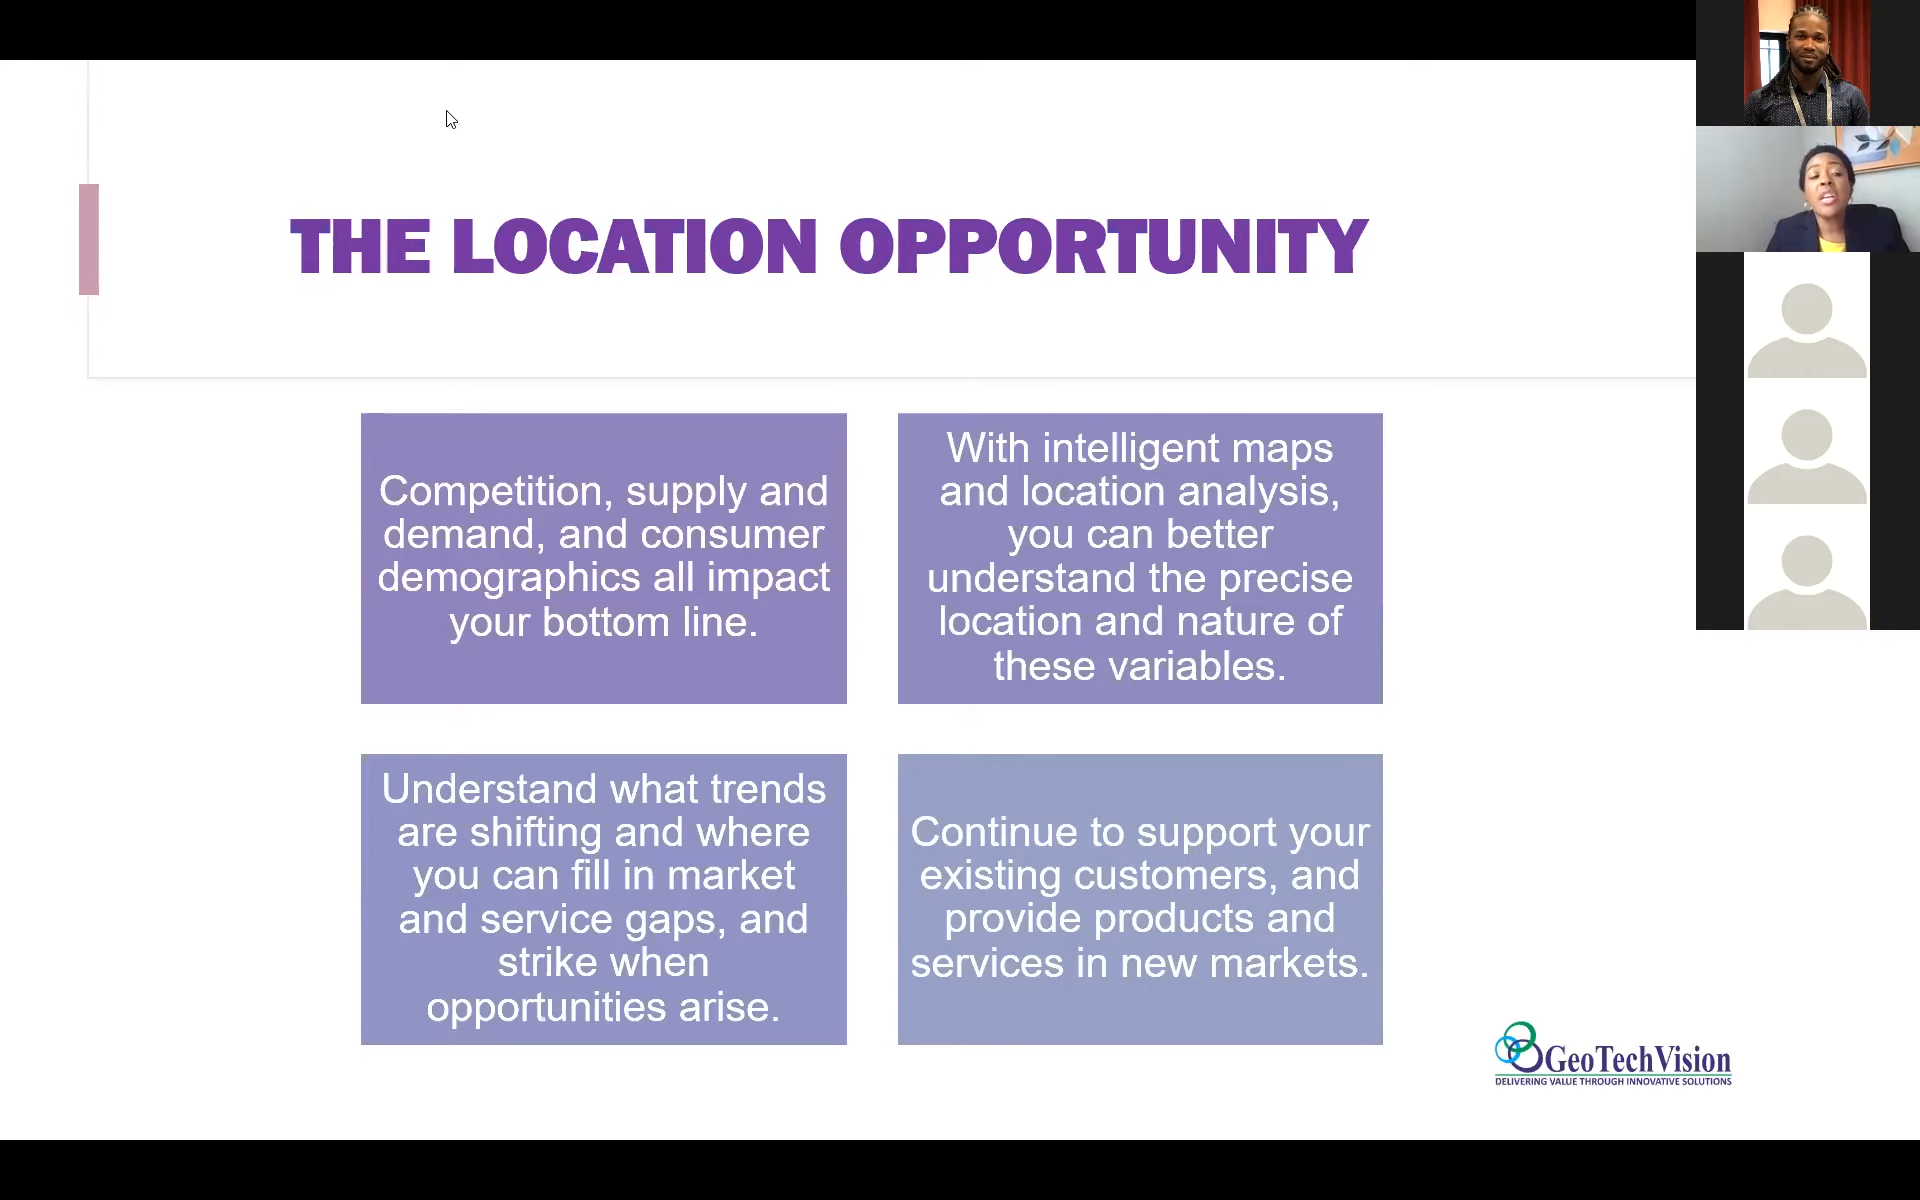 THE LOCATION OPPORTUNITY
Competition, supply and
demand, and consumer
demographics all impact
your bottom line.
With intelligent maps
and location analysis,
you can better
understand the precise
location and nature of
these variables.
Understand what trends
are shifting and where
you can fill in market
and service gaps, and
strike when
opportunities arise.
Continue to support your
existing customers, and
provide products and
services in new markets.
GeoTechVision
DELIVERING VALUE THROUGH INNOVATIVE SOLUTIONS